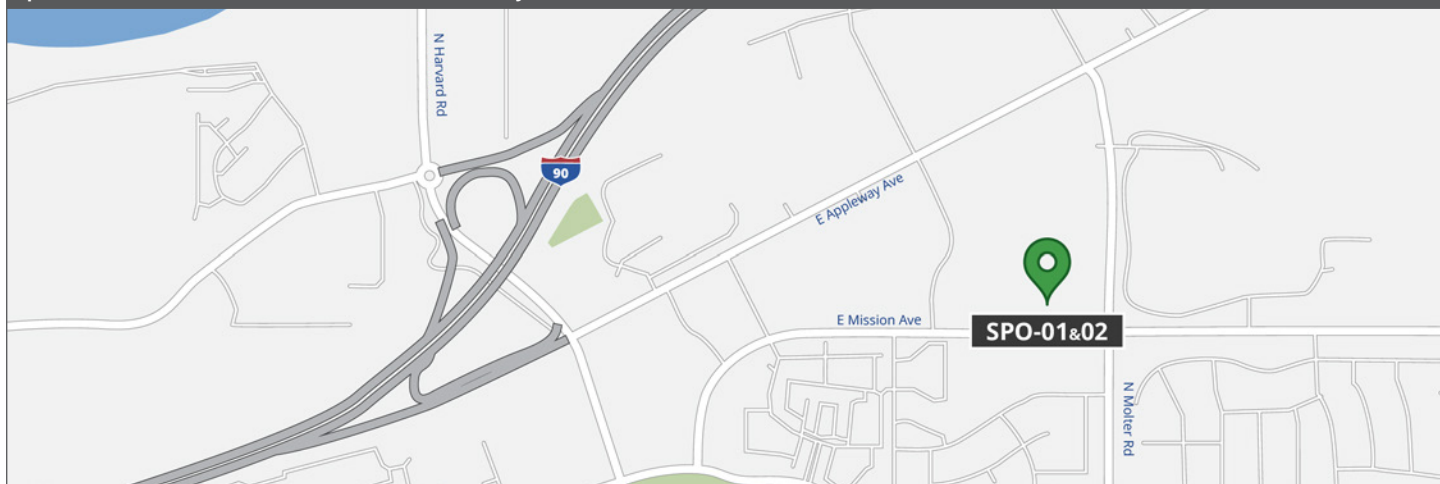 N Harvard Rd
90
E Appleway Ave
E Mission Ave
SPO-01&02
N Molter Rd